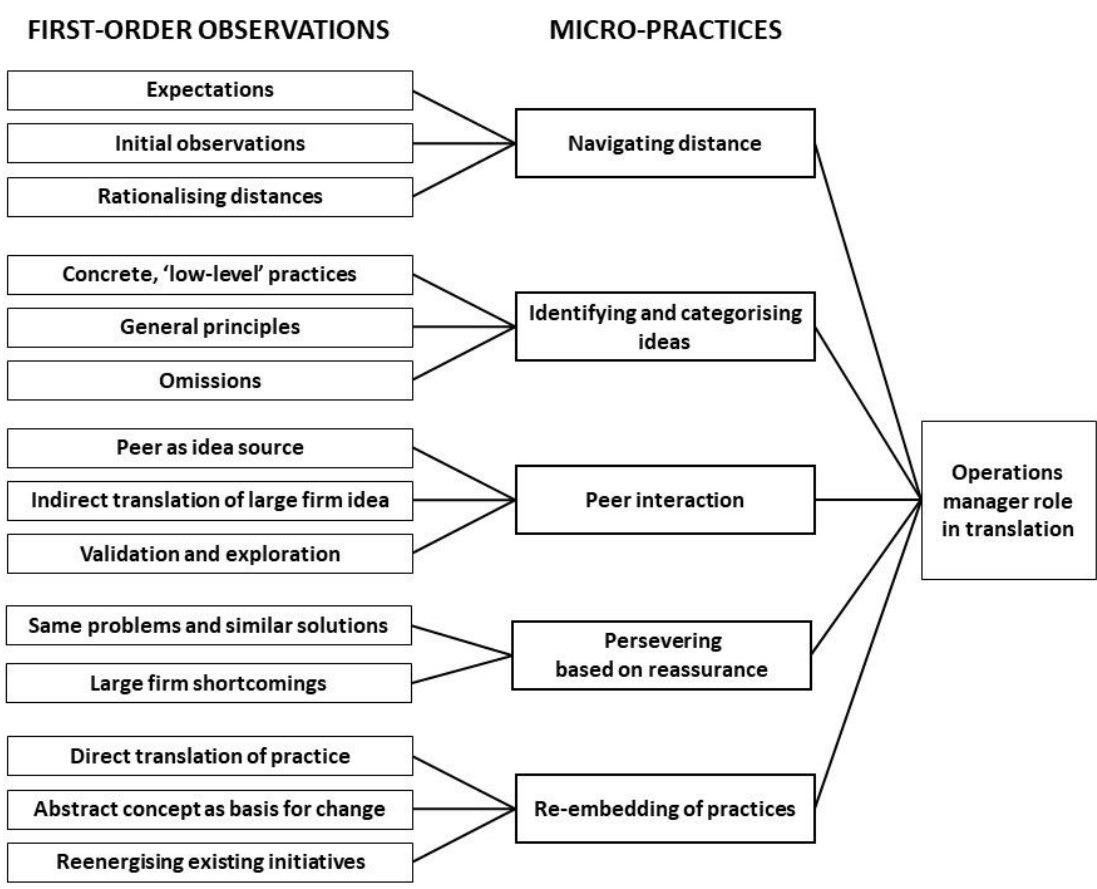 FIRST-ORDER OBSERVATIONS
MICRO-PRACTICES
Expectations
Initial observations
Rationalising distances
Navigating distance
Concrete, ‘low-level’ practices
General principles
Omissions
Identifying and categorising
ideas
Peer as idea source
Indirect translation of large firm idea
Validation and exploration
Peer interaction
Same problems and similar solutions
Large firm shortcomings
Persevering
based on reassurance
Direct translation of practice
Abstract concept as basis for change
Reenergising existing initiatives
Re-embedding of practices
Operations
manager role
in translation